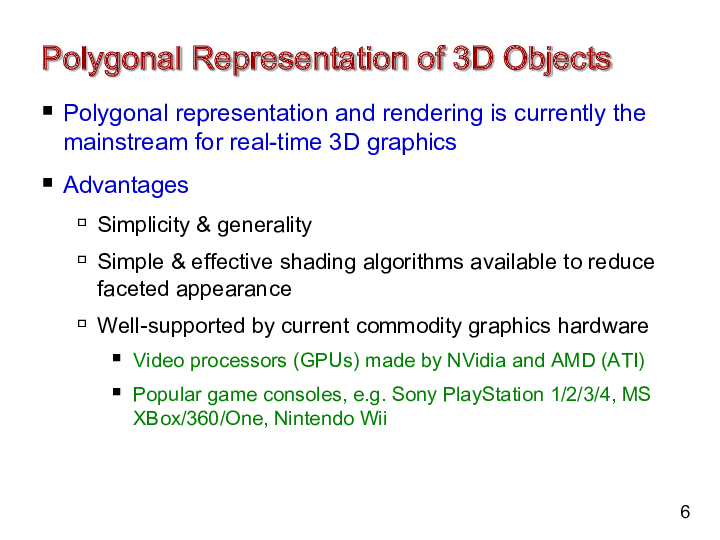 Polygonal Representation of 3D Objects
Polygonal representation and rendering is currently the
mainstream for real-time 3D graphics
Advantages
Simplicity & generality
Simple & effective shading algorithms available to reduce
faceted appearance
Well-supported by current commodity graphics hardware
Video processors (GPUs) made by NVidia and AMD (ATI)
Popular game consoles, e.g. Sony PlayStation 1/2/3/4, MS
XBox/360/One, Nintendo Wii
6